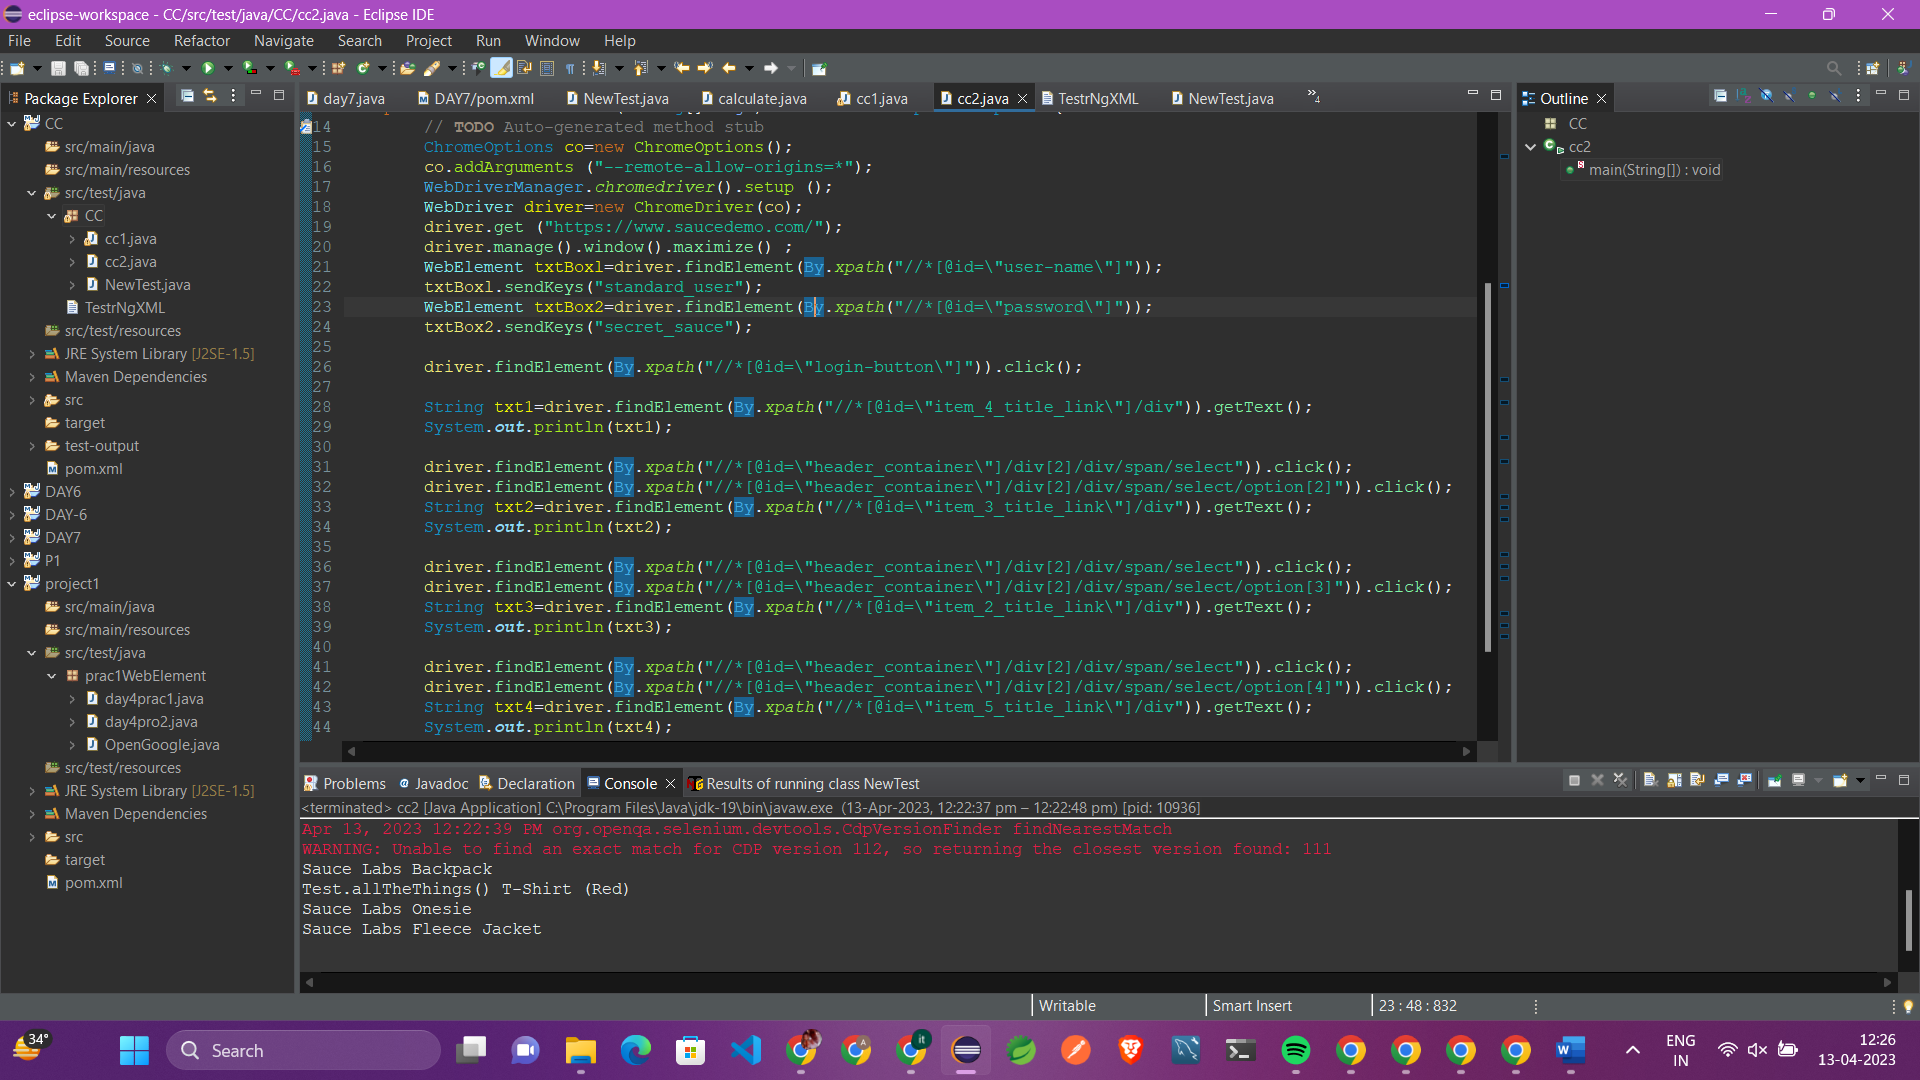 eclipse-workspace - CC/src/test/java/CC/cc2.java - Eclipse IDE
File Edit Source Refactor Navigate Search Project Run Window Help
Package Explorer
CC
src/main/java
src/main/resources
src/test/java
CC
cc1.java
cc2.java
NewTest.java
TestrNgXML
src/test/resources
JRE System Library [J2SE-1.5]
Maven Dependencies
src
target
test-output
pom.xml
DAY6
DAY-6
DAY7
P1
project1
src/main/java
src/main/resources
src/test/java
prac1WebElement
day4prac1.java
day4pro2.java
OpenGoogle.java
src/test/resources
JRE System Library [J2SE-1.5]
Maven Dependencies
src
target
pom.xml
day7.java DAY7/pom.xml NewTest.java calculate.java cc1.java cc2.java TestrNgXML NewTest.java »4
14 // TODO Auto-generated method stub
15 ChromeOptions co=new ChromeOptions();
16 co.addArguments ("--remote-allow-origins=*");
17 WebDriverManager.chromedriver().setup ();
18 WebDriver driver=new ChromeDriver(co);
19 driver.get ("https://www.saucedemo.com/");
20 driver.manage().window().maximize() ;
21 WebElement txtBoxl=driver.findElement(By.xpath("//*[@id=\"user-name\"]"));
22 txtBoxl.sendKeys("standard_user");
23 WebElement txtBox2=driver.findElement(By.xpath("//*[@id=\"password\"]"));
24 txtBox2.sendKeys("secret_sauce");
25
26 driver.findElement(By.xpath("//*[@id=\"login-button\"]")).click();
27
28 String txt1=driver.findElement(By.xpath("//*[@id=\"item_4_title_link\"]/div")).getText();
29 System.out.println(txt1);
30
31 driver.findElement(By.xpath("//*[@id=\"header_container\"]/div[2]/div/span/select")).click();
32 driver.findElement(By.xpath("//*[@id=\"header_container\"]/div[2]/div/span/select/option[2]")).click();
33 String txt2=driver.findElement(By.xpath("//*[@id=\"item_3_title_link\"]/div")).getText();
34 System.out.println(txt2);
35
36 driver.findElement(By.xpath("//*[@id=\"header_container\"]/div[2]/div/span/select")).click();
37 driver.findElement(By.xpath("//*[@id=\"header_container\"]/div[2]/div/span/select/option[3]")).click();
38 String txt3=driver.findElement(By.xpath("//*[@id=\"item_2_title_link\"]/div")).getText();
39 System.out.println(txt3);
40
41 driver.findElement(By.xpath("//*[@id=\"header_container\"]/div[2]/div/span/select")).click();
42 driver.findElement(By.xpath("//*[@id=\"header_container\"]/div[2]/div/span/select/option[4]")).click();
43 String txt4=driver.findElement(By.xpath("//*[@id=\"item_5_title_link\"]/div")).getText();
44 System.out.println(txt4);
Outline
CC
cc2
main(String[]) : void
Problems Javadoc Declaration Console Results of running class NewTest
<terminated> cc2 [Java Application] C:\Program Files\Java\jdk-19\bin\javaw.exe (13-Apr-2023, 12:22:37 pm – 12:22:48 pm) [pid: 10936]
Apr 13, 2023 12:22:39 PM org.openqa.selenium.devtools.CdpVersionFinder findNearestMatch
WARNING: Unable to find an exact match for CDP version 112, so returning the closest version found: 111
Sauce Labs Backpack
Test.allTheThings() T-Shirt (Red)
Sauce Labs Onesie
Sauce Labs Fleece Jacket
Writable Smart Insert 23 : 48 : 832
34°
Search
ENG
IN
12:26
13-04-2023